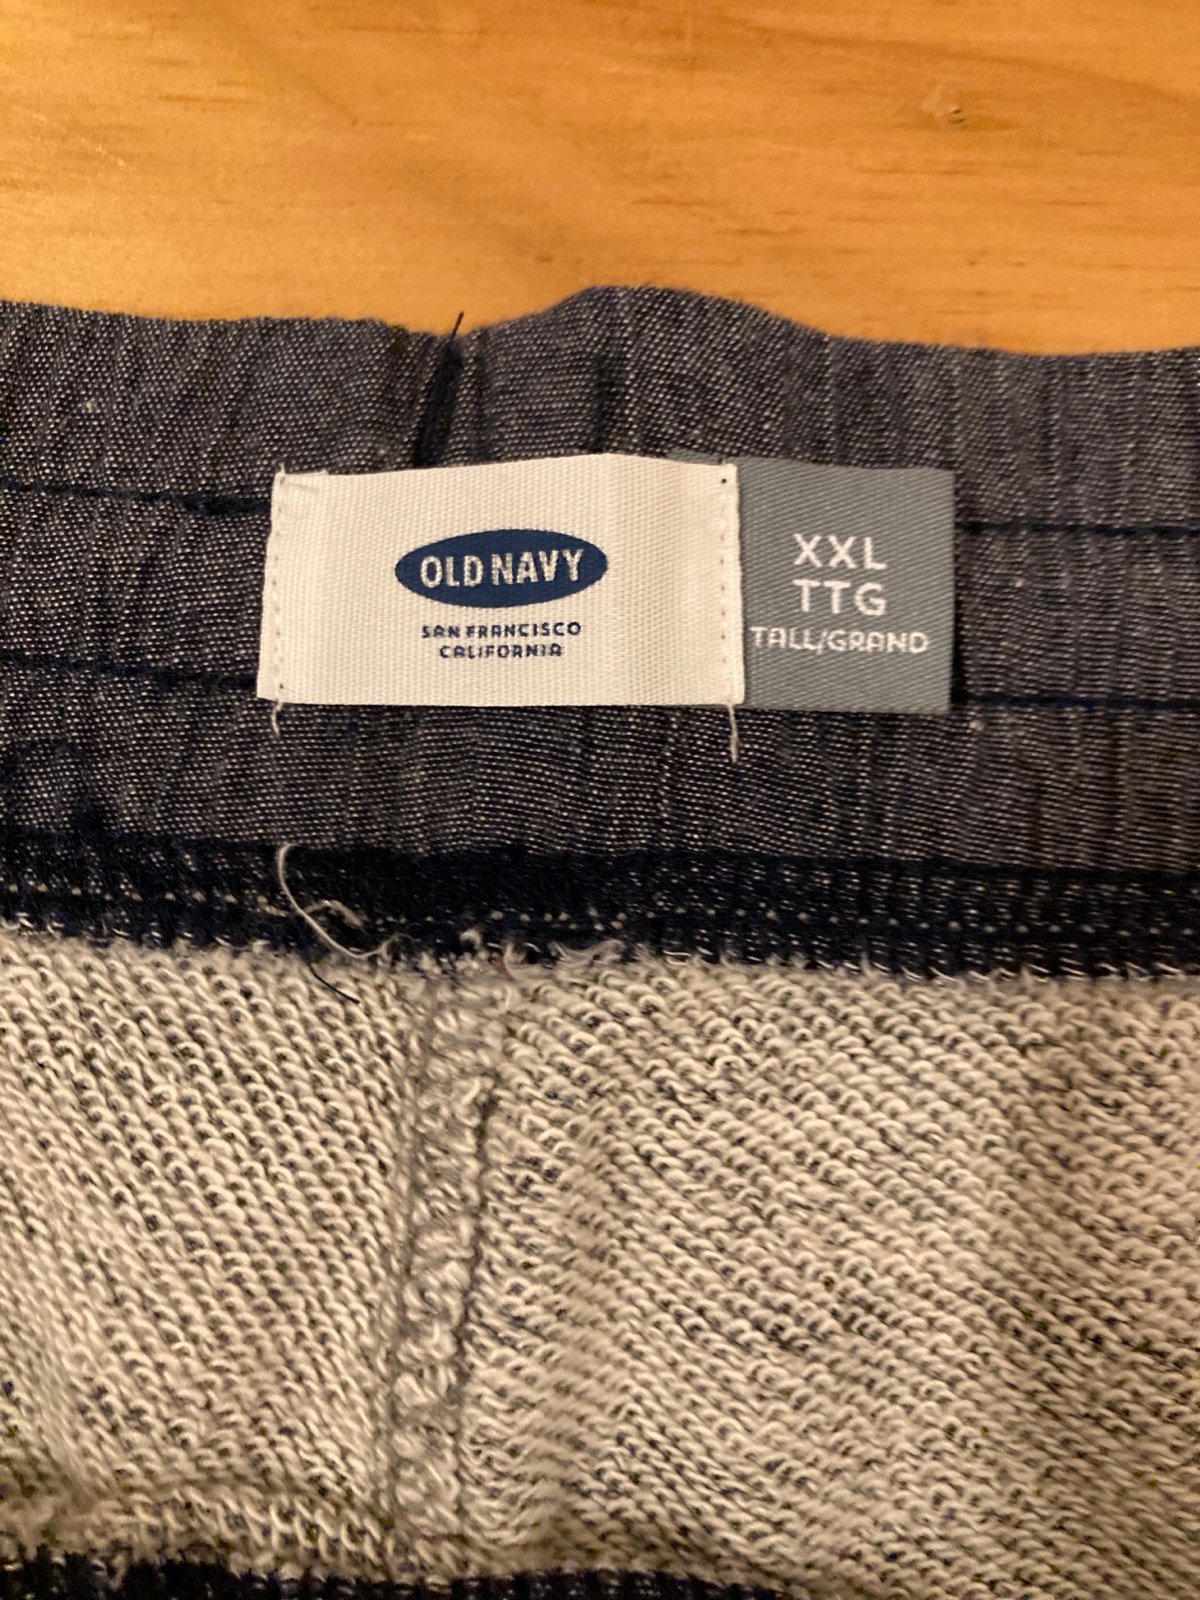 OLD NAVY
SAN FRANCISCO
CALIFORNIA
XXL
TTG
TALL/GRAND